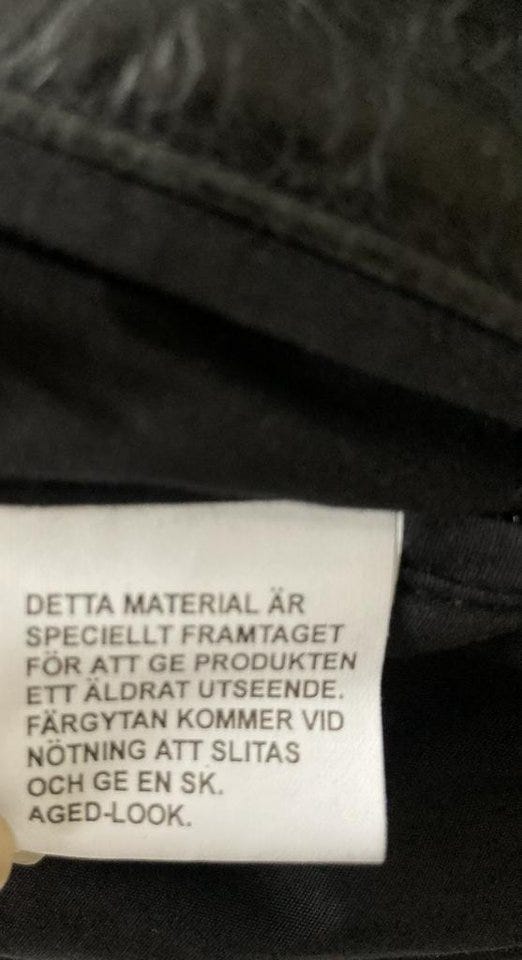 DETTA MATERIAL ÄR
SPECIELLT FRAMTAGET
FÖR ATT GE PRODUKTEN
ETT ÄLDRAT UTSEENDE.
FÄRGYTAN KOMMER VID
NÖTNING ATT SLITAS
OCH GE EN SK.
AGED-LOOK.